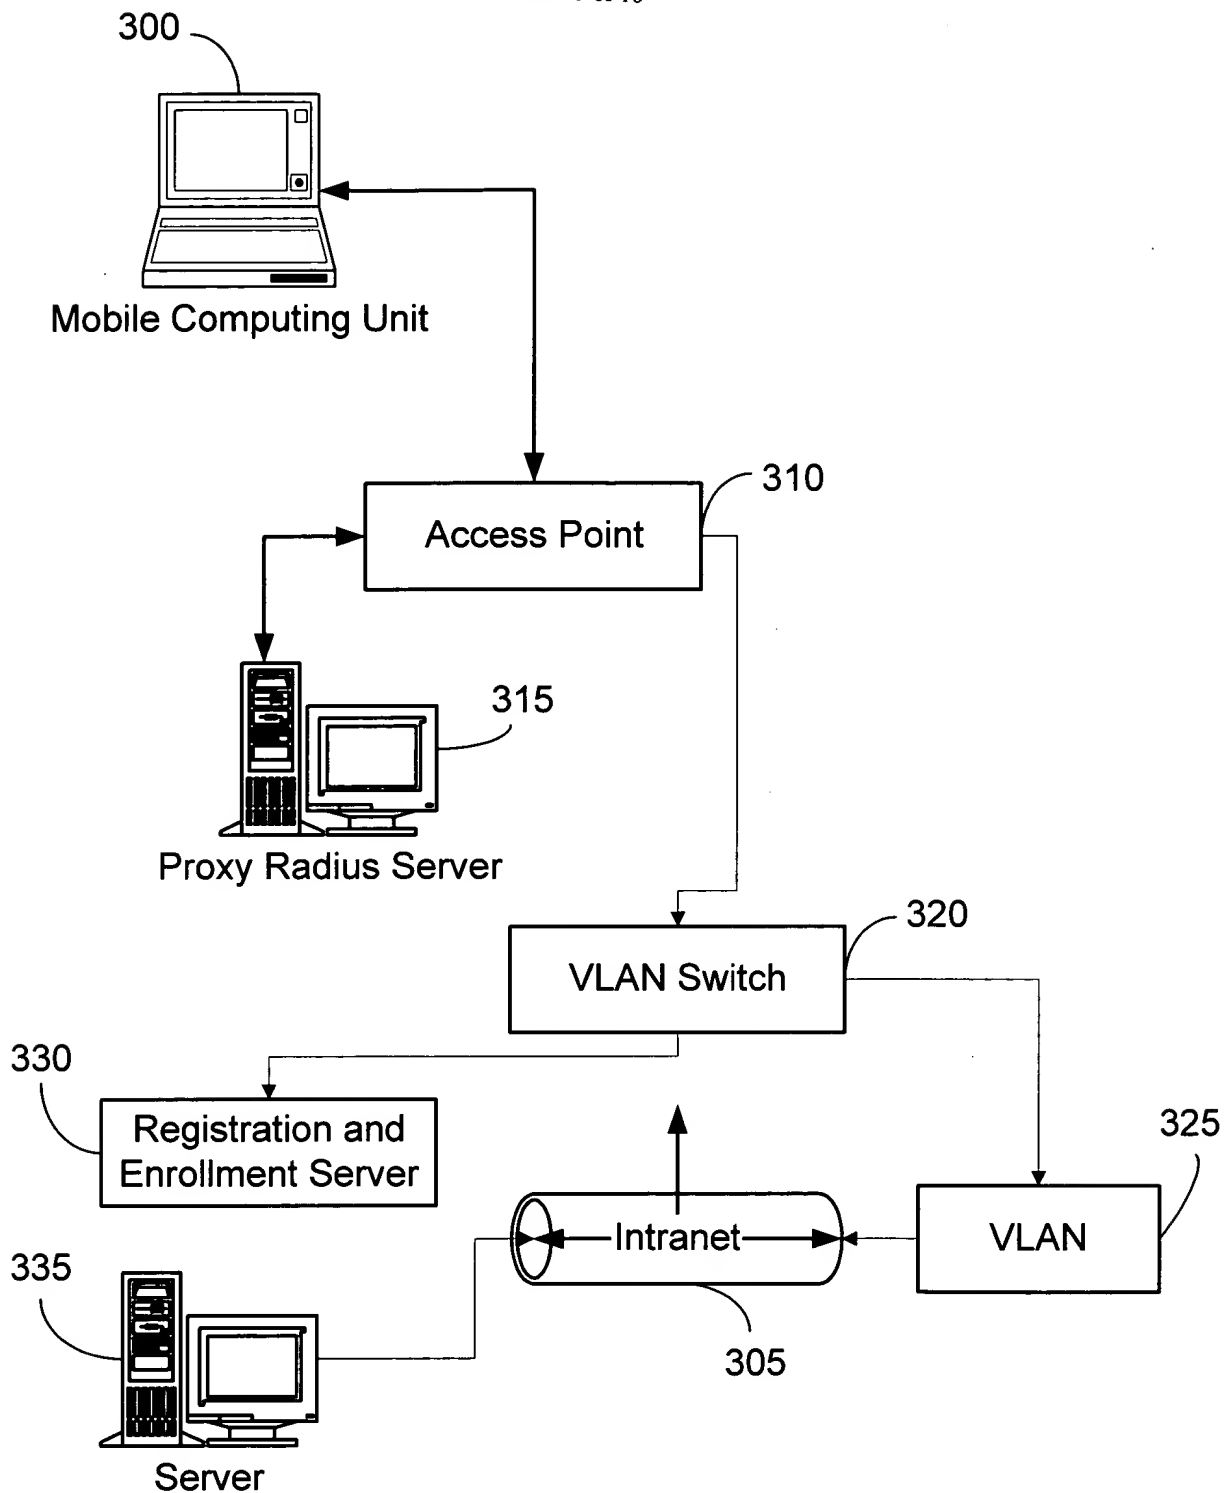 300
Mobile Computing Unit
310
Access Point
315
Proxy Radius Server
320
VLAN Switch
330
Registration and
Enrollment Server
325
VLAN
Intranet
335
305
Server